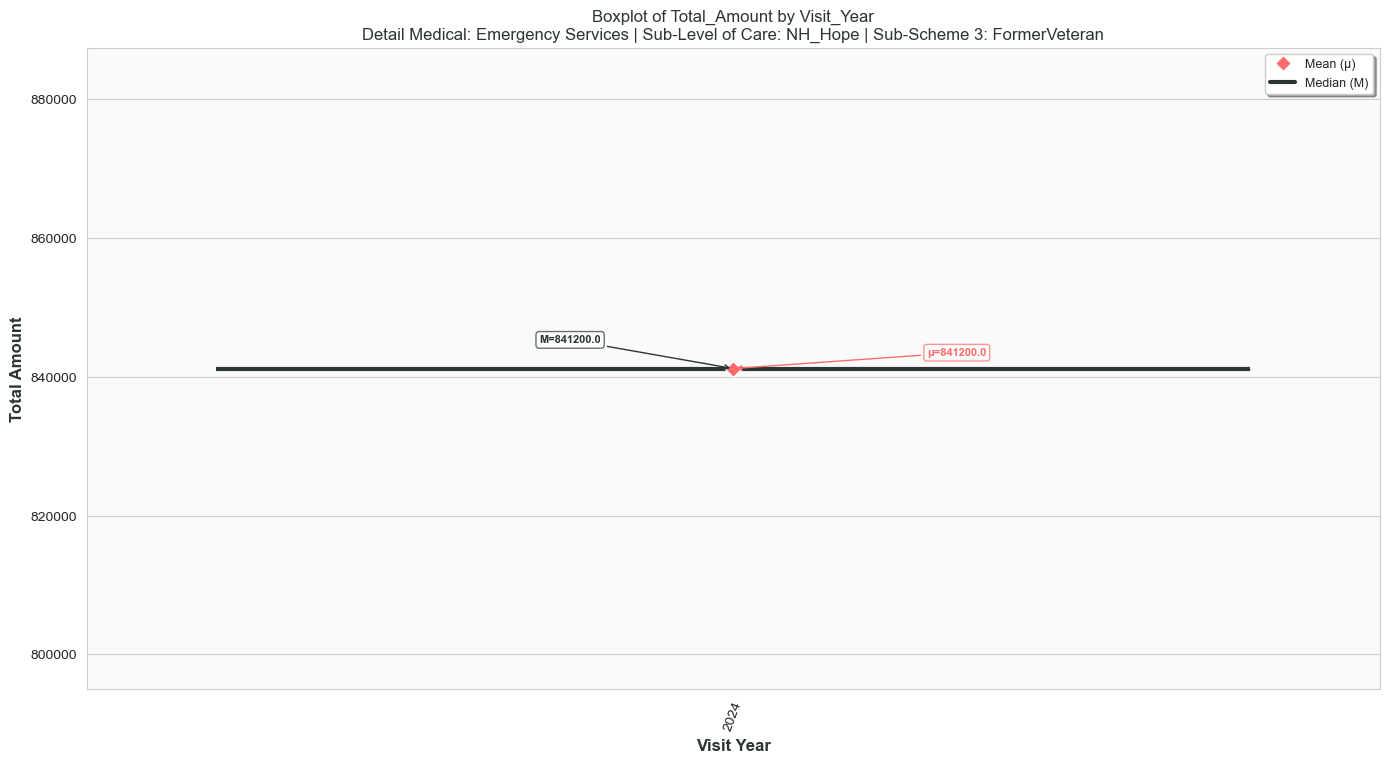 Boxplot of Total_Amount by Visit_Year
Detail Medical: Emergency Services | Sub-Level of Care: NH_Hope | Sub-Scheme 3: FormerVeteran
Mean (μ)
Median (M)
880000
860000
840000
820000
800000
Total Amount
M=841200.0
μ=841200.0
2024
Visit Year